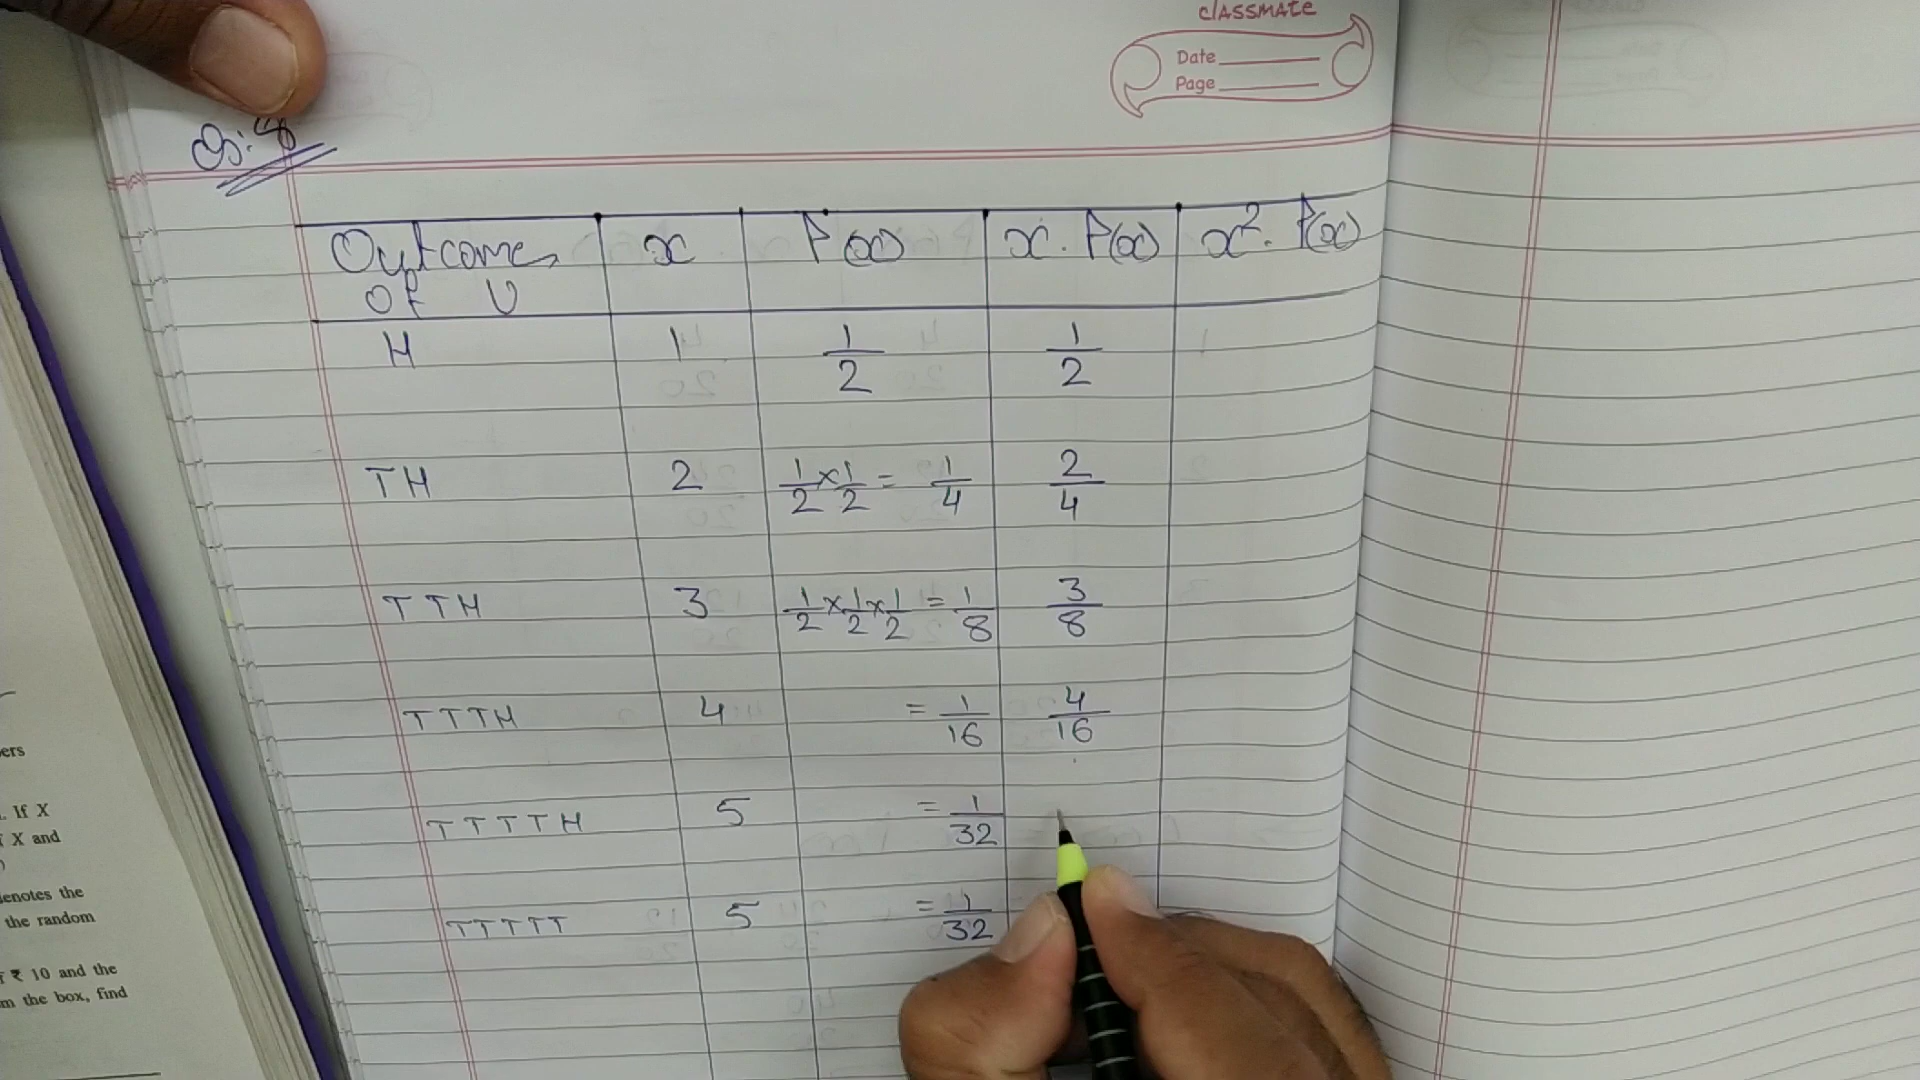 classmate
Date
Page
Qs: 8
Outcomes of U | x | P(x) | x. P(x) | x². P(x)
H | 1 | 1/2 | 1/2
TH | 2 | 1/2 × 1/2 = 1/4 | 2/4
TTH | 3 | 1/2 × 1/2 × 1/2 = 1/8 | 3/8
TTTH | 4 | = 1/16 | 4/16
TTTTH | 5 | = 1/32
TTTTT | 5 | = 1/32
. If X
X and
denotes the
the random
₹ 10 and the
the box, find